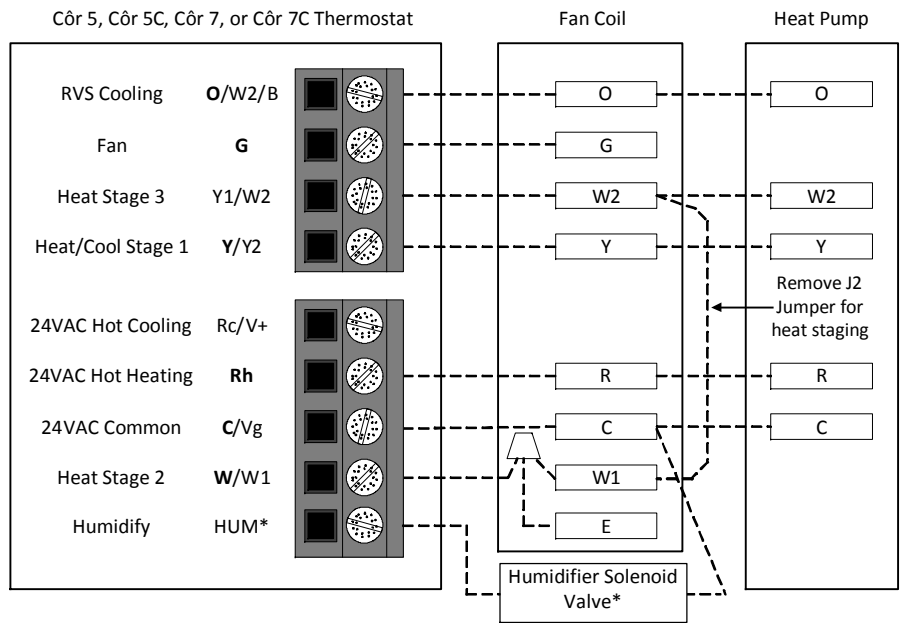 Côr 5, Côr 5C, Côr 7, or Côr 7C Thermostat
Fan Coil
Heat Pump
RVS Cooling O/W2/B
O
O
Fan G
G
Heat Stage 3 Y1/W2
W2
W2
Heat/Cool Stage 1 Y/Y2
Y
Y
Remove J2
Jumper for
heat staging
24VAC Hot Cooling Rc/V+
24VAC Hot Heating Rh
R
R
24VAC Common C/Vg
C
C
Heat Stage 2 W/W1
W1
Humidify HUM*
E
Humidifier Solenoid
Valve*